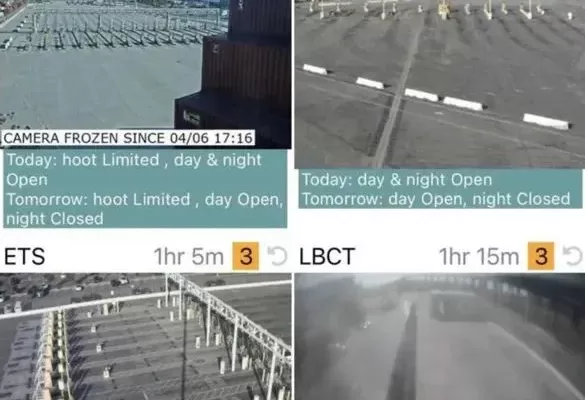 CAMERA FROZEN SINCE 04/06 17:16
Today: hoot Limited , day & night
Open
Tomorrow: hoot Limited , day Open,
night Closed
Today: day & night Open
Tomorrow: day Open, night Closed
ETS 1hr 5m 3
LBCT 1hr 15m 3